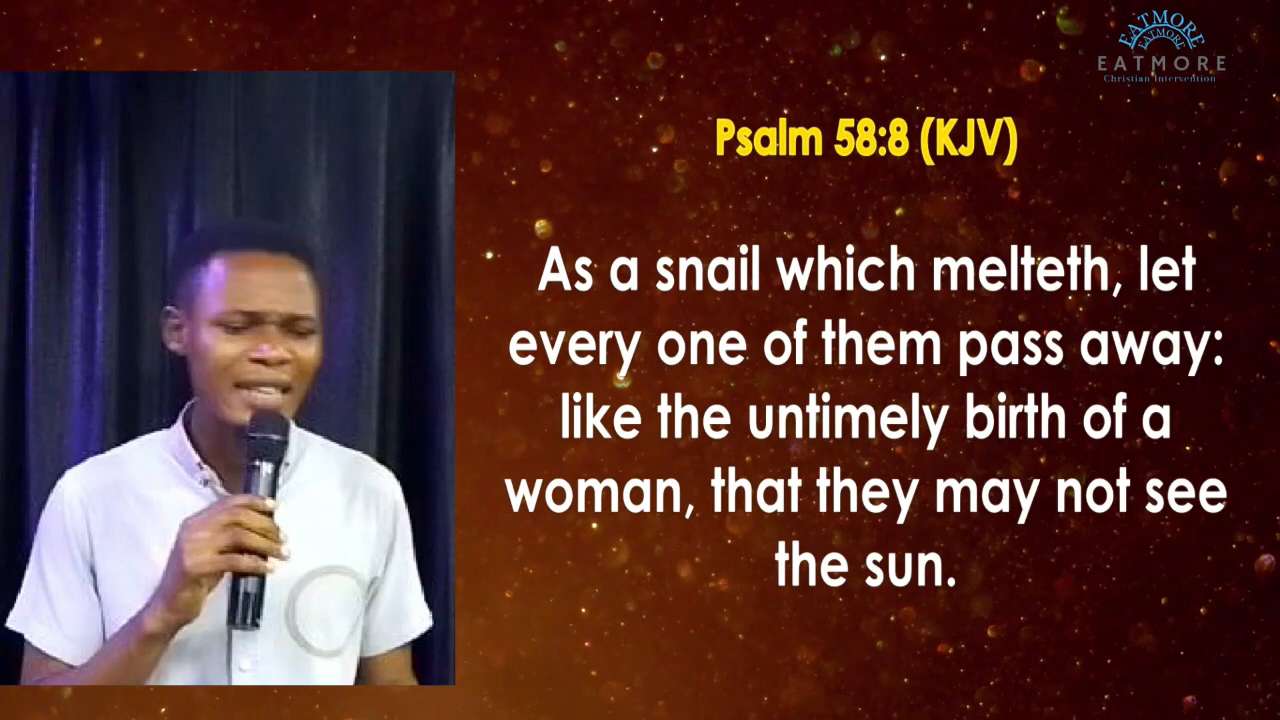 EATMORE
EATMORE
EATMORE
Christian Intervention
Psalm 58:8 (KJV)
As a snail which melteth, let
every one of them pass away:
like the untimely birth of a
woman, that they may not see
the sun.